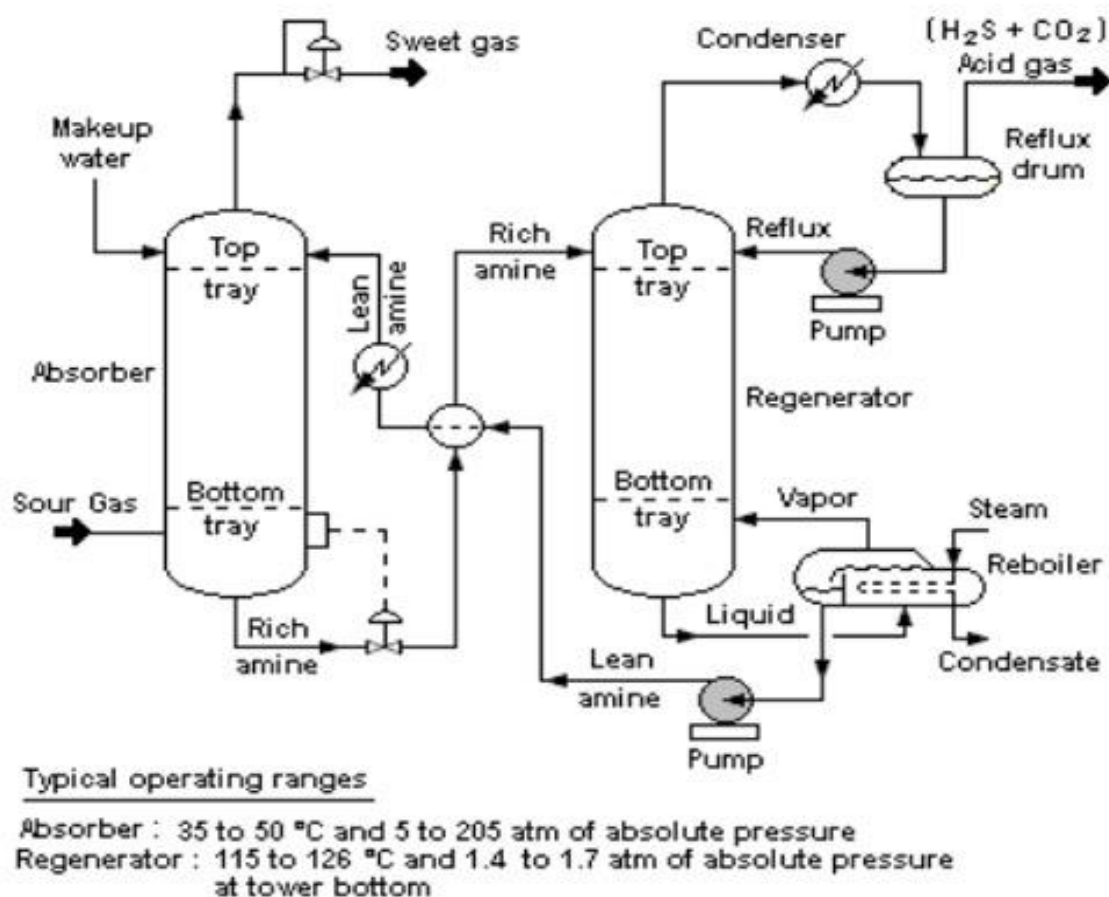 Sweet gas
Condenser
(H2S + CO2)
Acid gas
Makeup
water
Reflux
drum
Top
tray
Lean
amine
Rich
amine
Top
tray
Reflux
Pump
Absorber
Regenerator
Sour Gas
Bottom
tray
Bottom
tray
Vapor
Steam
Reboiler
Rich
amine
Liquid
Condensate
Lean
amine
Pump
Typical operating ranges
Absorber : 35 to 50 °C and 5 to 205 atm of absolute pressure
Regenerator : 115 to 126 °C and 1.4 to 1.7 atm of absolute pressure
at tower bottom